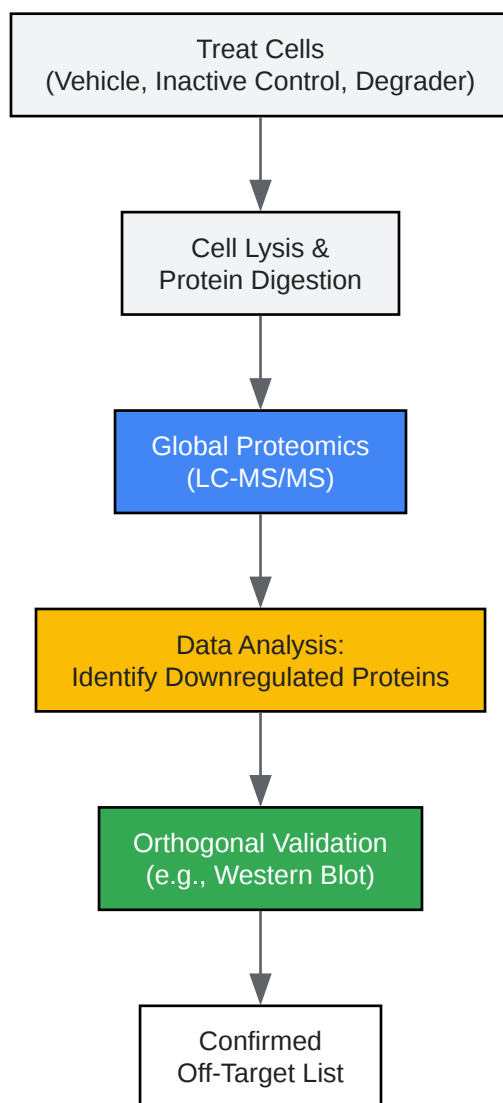 Treat Cells
(Vehicle, Inactive Control, Degrader)
Cell Lysis &
Protein Digestion
Global Proteomics
(LC-MS/MS)
Data Analysis:
Identify Downregulated Proteins
Orthogonal Validation
(e.g., Western Blot)
Confirmed
Off-Target List